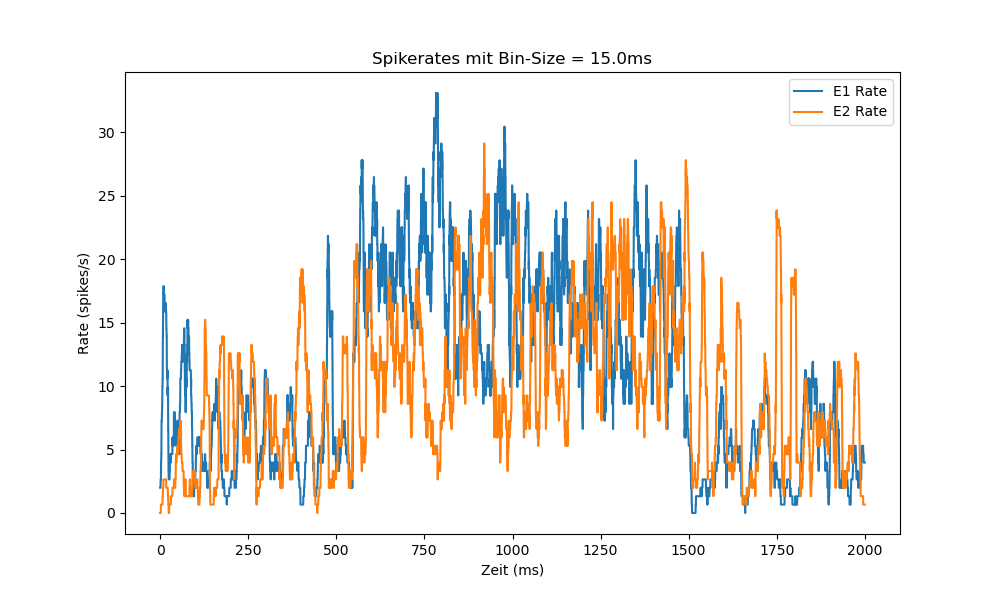 Spikerates mit Bin-Size = 15.0ms
E1 Rate
E2 Rate
Rate (spikes/s)
30
25
20
15
10
5
0
0 250 500 750 1000 1250 1500 1750 2000
Zeit (ms)